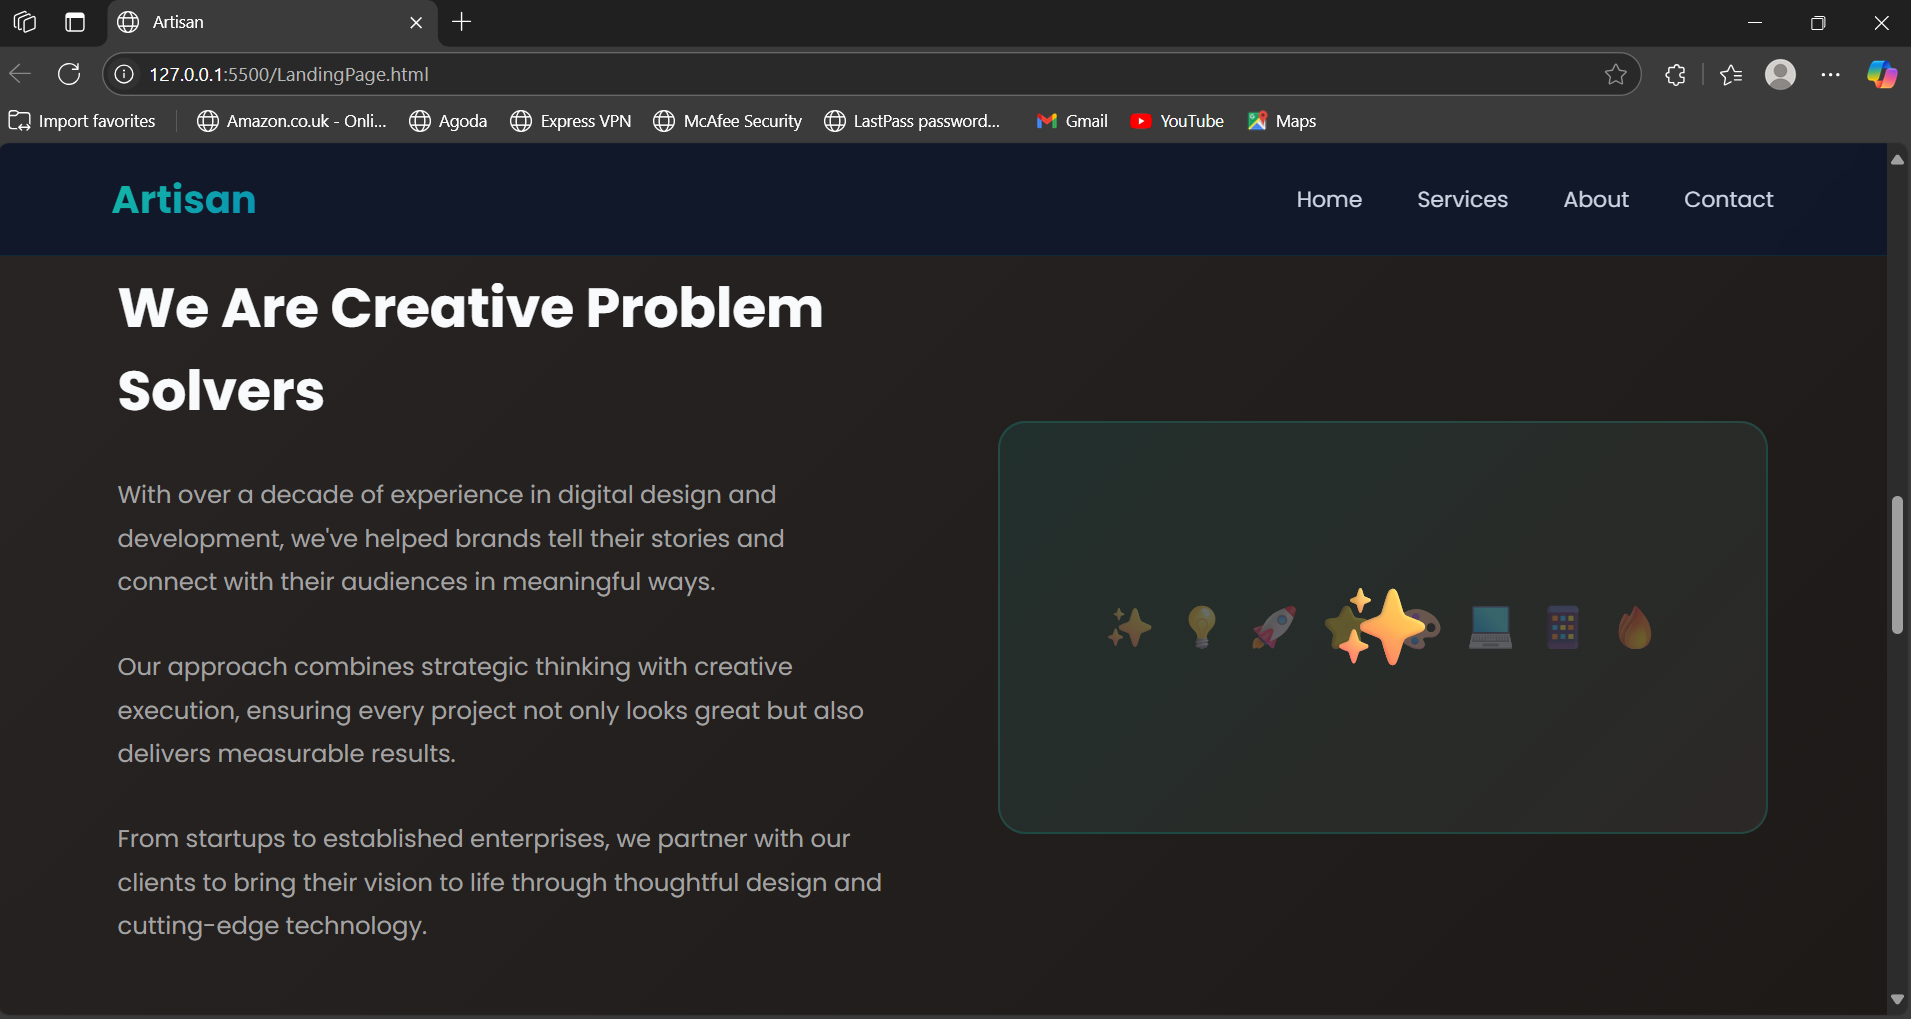 Artisan
127.0.0.1:5500/LandingPage.html
Import favorites
Amazon.co.uk - Onli...
Agoda
Express VPN
McAfee Security
LastPass password...
Gmail
YouTube
Maps
Artisan
Home
Services
About
Contact
We Are Creative Problem
Solvers
With over a decade of experience in digital design and
development, we've helped brands tell their stories and
connect with their audiences in meaningful ways.
Our approach combines strategic thinking with creative
execution, ensuring every project not only looks great but also
delivers measurable results.
From startups to established enterprises, we partner with our
clients to bring their vision to life through thoughtful design and
cutting-edge technology.